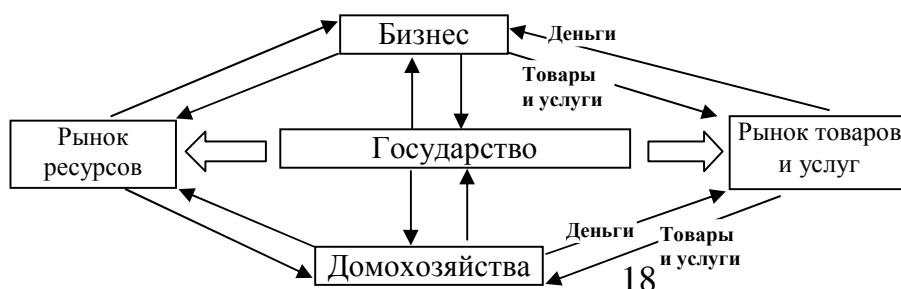 Бизнес
Деньги
Товары
и услуги
Рынок
ресурсов
Государство
Рынок товаров
и услуг
Деньги
Товары
и услуги
Домохозяйства
18